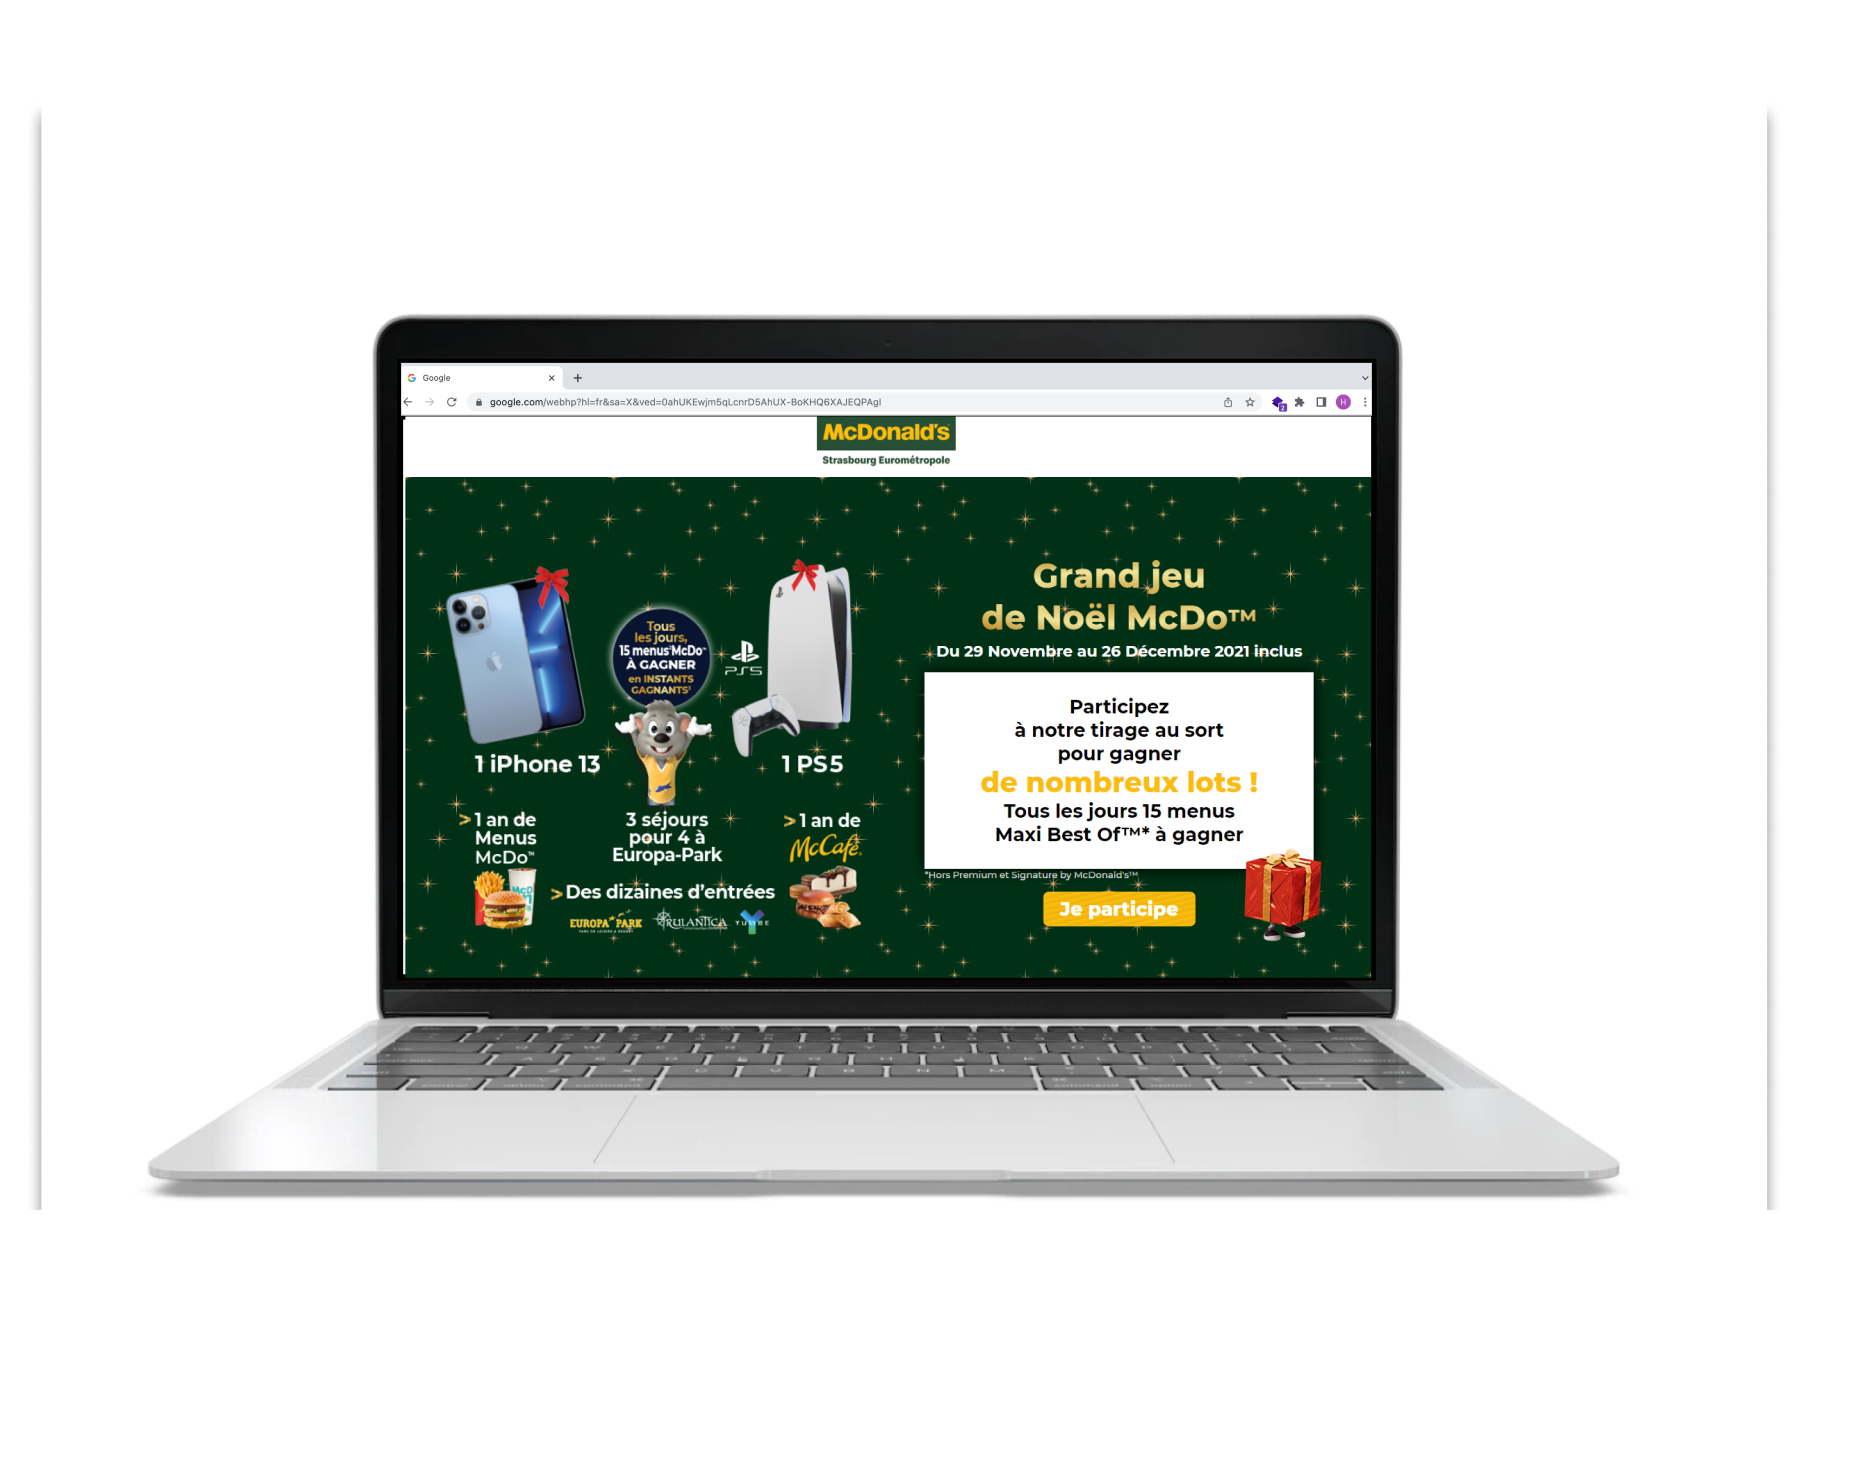 Google
google.com/webhp?hl=fr&sa=X&ved=0ahUKEwjm5qLcnrD5AhUX-BoKHQ6XAJEQPAgI
2
H
McDonald's
Strasbourg Eurométropole
Tous
les jours,
15 menus McDo™
À GAGNER
en INSTANTS
GAGNANTS
PS5
1 iPhone 13
1 PS5
> 1 an de
Menus
McDo™
3 séjours
pour 4 à
Europa-Park
> 1 an de
McCafé
> Des dizaines d'entrées
EUROPA PARK
RULANTICA
YULLBE
Grand jeu
de Noël McDo™
Du 29 Novembre au 26 Décembre 2021 inclus
Participez
à notre tirage au sort
pour gagner
de nombreux lots !
Tous les jours 15 menus
Maxi Best Of™* à gagner
*Hors Premium et Signature by McDonald's™
Je participe